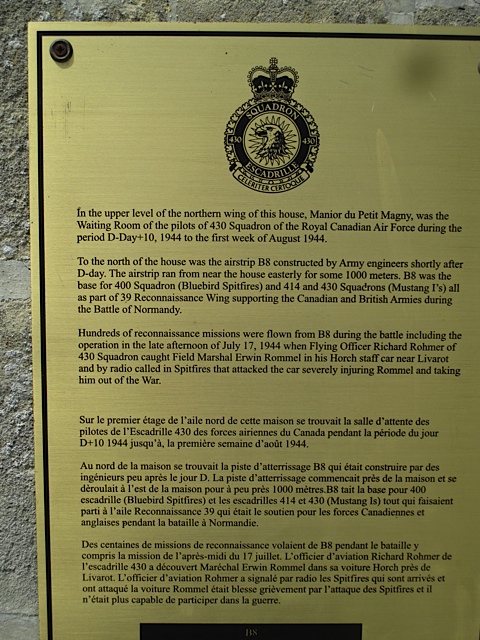 SQUADRON
430 430
ESCADRILLE
CELERITER CERTOQUE
In the upper level of the northern wing of this house, Manior du Petit Magny, was the
Waiting Room of the pilots of 430 Squadron of the Royal Canadian Air Force during the
period D-Day+10, 1944 to the first week of August 1944.
To the north of the house was the airstrip B8 constructed by Army engineers shortly after
D-day. The airstrip ran from near the house easterly for some 1000 meters. B8 was the
base for 400 Squadron (Bluebird Spitfires) and 414 and 430 Squadrons (Mustang I's) all
as part of 39 Reconnaissance Wing supporting the Canadian and British Armies during
the Battle of Normandy.
Hundreds of reconnaissance missions were flown from B8 during the battle including the
operation in the late afternoon of July 17, 1944 when Flying Officer Richard Rohmer of
430 Squadron caught Field Marshal Erwin Rommel in his Horch staff car near Livarot
and by radio called in Spitfires that attacked the car severely injuring Rommel and taking
him out of the War.
Sur le premier étage de l'aile nord de cette maison se trouvait la salle d'attente des
pilotes de l'Escadrille 430 des forces airiennes du Canada pendant la période du jour
D+10 1944 jusqu'à, la première semaine d'août 1944.
Au nord de la maison se trouvait la piste d'atterrissage B8 qui était construire par des
ingénieurs peu après le jour D. La piste d'atterrissage commencait près de la maison et se
déroulait à l'est de la maison pour à peu près 1000 mètres.B8 tait la base pour 400
escadrille (Bluebird Spitfires) et les escadrilles 414 et 430 (Mustang Is) tout qui faisaient
parti à l'aile Reconnaissance 39 qui était le soutien pour les forces Canadiennes et
anglaises pendant la bataille à Normandie.
Des centaines de missions de reconnaissance volaient de B8 pendant le bataille y
compris la mission de l'après-midi du 17 juillet. L'officier d'aviation Richard Rohmer de
l'escadrille 430 a découvert Maréchal Erwin Rommel dans sa voiture Horch près de
Livarot. L'officier d'aviation Rohmer a signalé par radio les Spitfires qui sont arrivés et
ont attaqué la voiture Rommel était blesse grièvement par l'attaque des Spitfires et il
n'était plus capable de participer dans la guerre.
B8